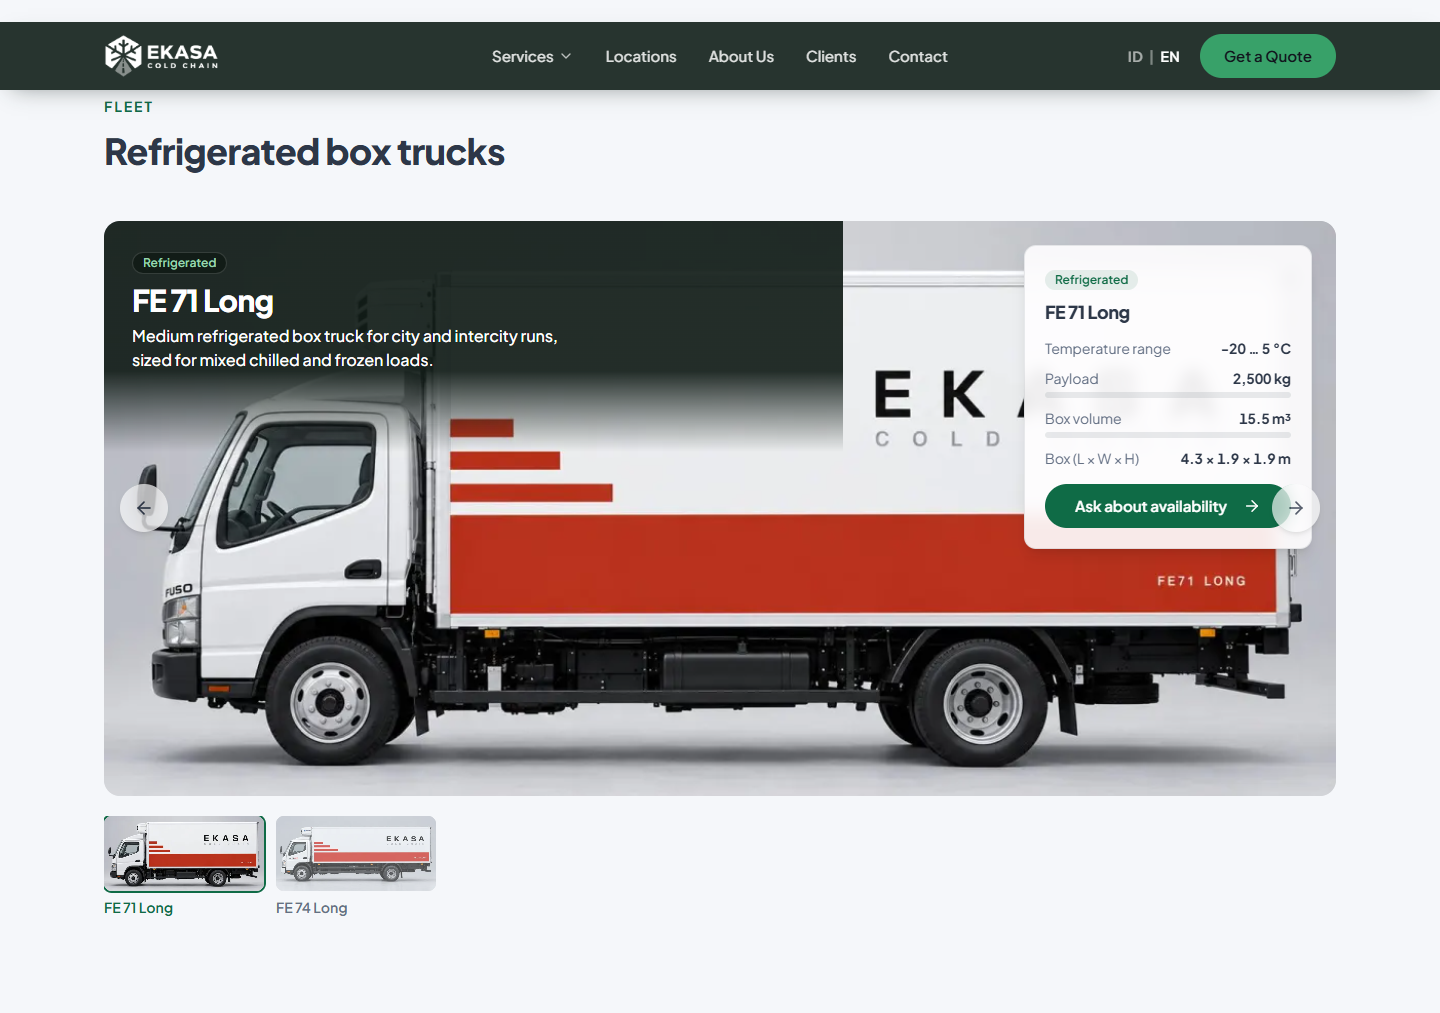 EKASA
COLD CHAIN
Services
Locations
About Us
Clients
Contact
ID | EN
Get a Quote
FLEET
Refrigerated box trucks
Refrigerated
FE 71 Long
Medium refrigerated box truck for city and intercity runs,
sized for mixed chilled and frozen loads.
EKA
COLD
FUSO
FE71 LONG
Refrigerated
FE 71 Long
Temperature range -20 … 5 °C
Payload 2,500 kg
Box volume 15.5 m³
Box (L × W × H) 4.3 × 1.9 × 1.9 m
Ask about availability
EKASA
FE 71 Long
EKASA
FE 74 Long